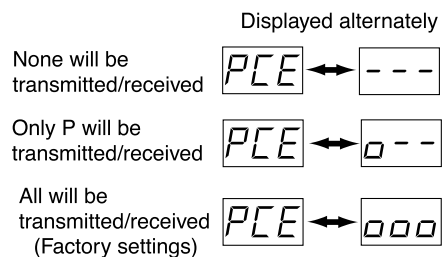 Displayed alternately
None will be
transmitted/received
PCE
- - -
Only P will be
transmitted/received
PCE
o - -
All will be
transmitted/received
(Factory settings)
PCE
ooo